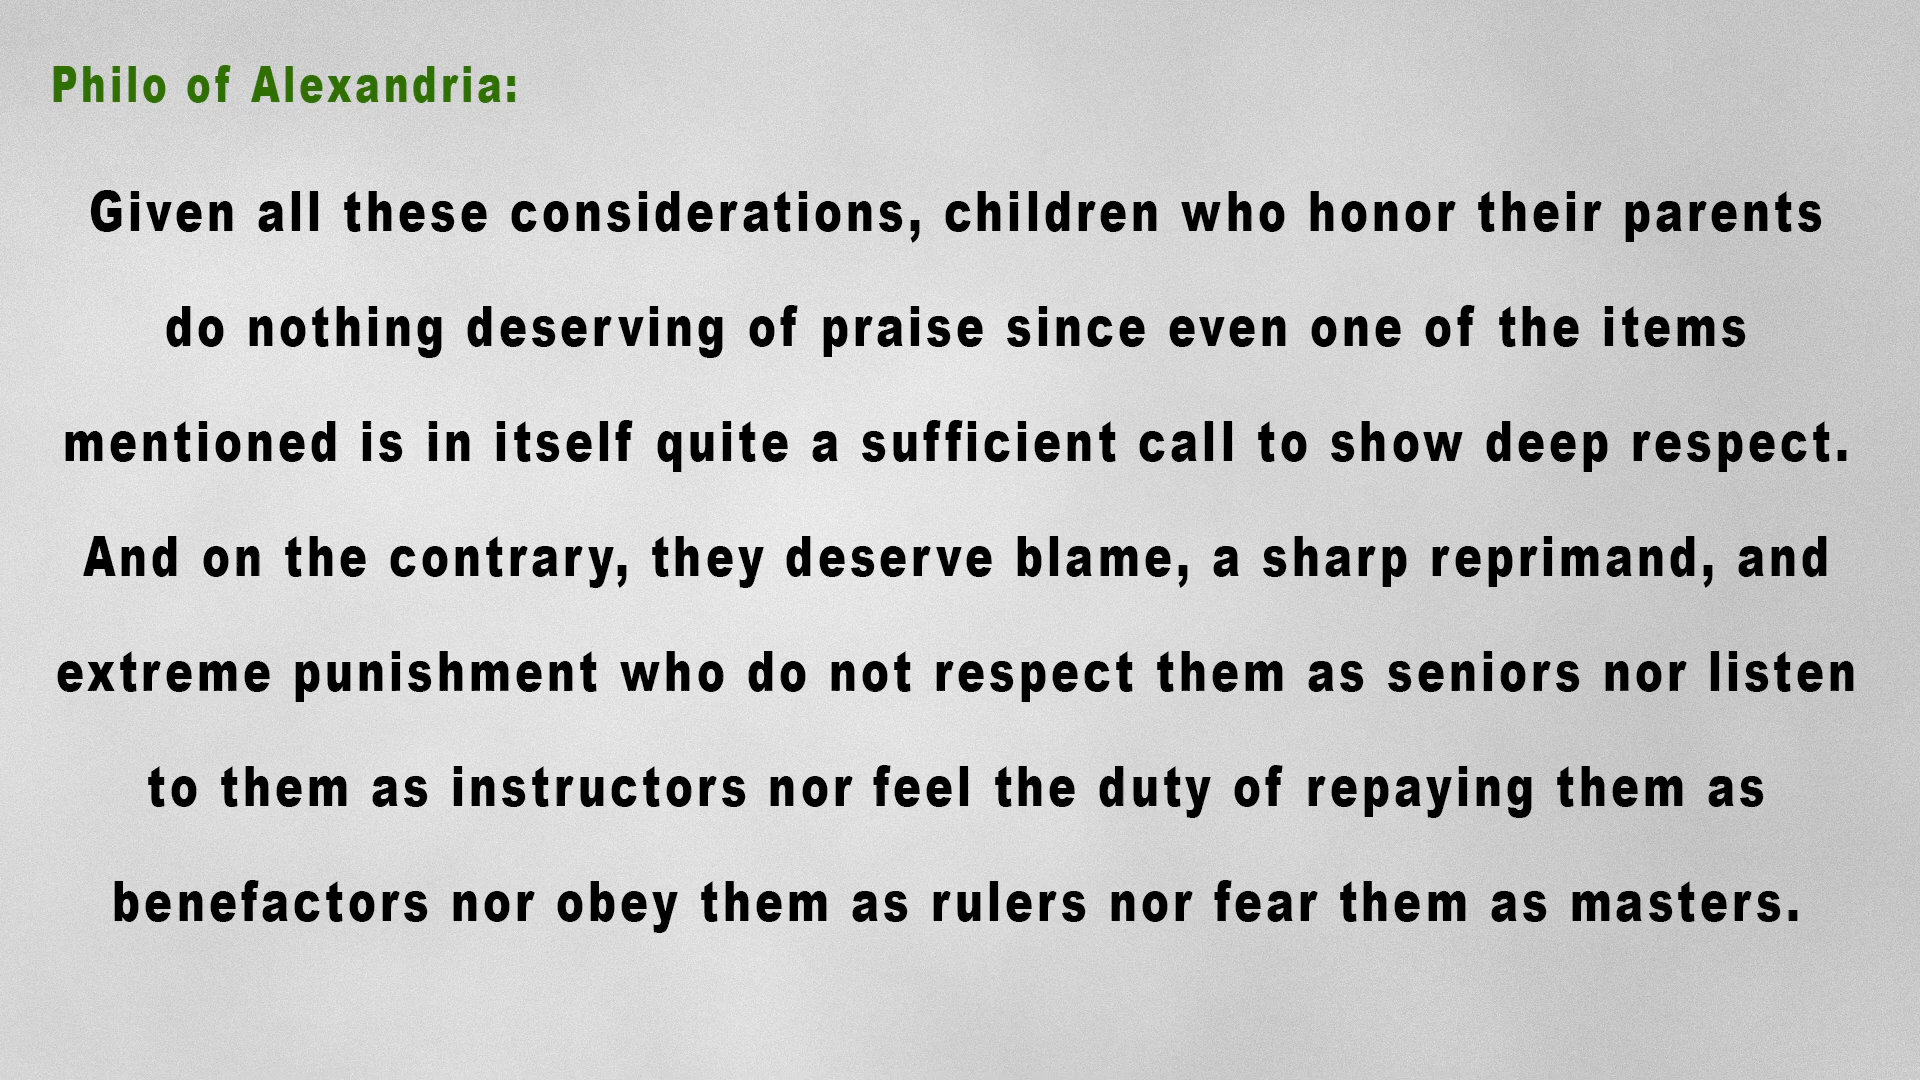 Philo of Alexandria:
Given all these considerations, children who honor their parents
do nothing deserving of praise since even one of the items
mentioned is in itself quite a sufficient call to show deep respect.
And on the contrary, they deserve blame, a sharp reprimand, and
extreme punishment who do not respect them as seniors nor listen
to them as instructors nor feel the duty of repaying them as
benefactors nor obey them as rulers nor fear them as masters.